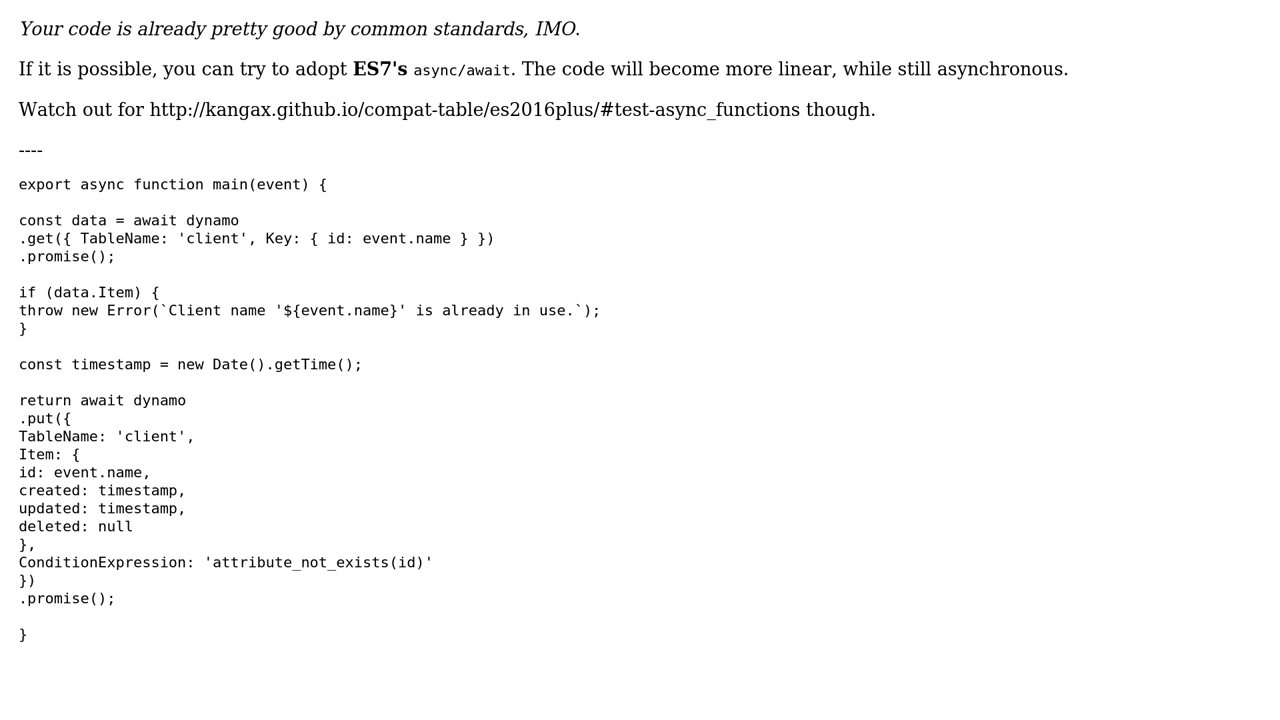 Your code is already pretty good by common standards, IMO.
If it is possible, you can try to adopt ES7's async/await. The code will become more linear, while still asynchronous.
Watch out for http://kangax.github.io/compat-table/es2016plus/#test-async_functions though.
----
export async function main(event) {
const data = await dynamo
.get({ TableName: 'client', Key: { id: event.name } })
.promise();
if (data.Item) {
throw new Error(`Client name '${event.name}' is already in use.`);
}
const timestamp = new Date().getTime();
return await dynamo
.put({
TableName: 'client',
Item: {
id: event.name,
created: timestamp,
updated: timestamp,
deleted: null
},
ConditionExpression: 'attribute_not_exists(id)'
})
.promise();
}